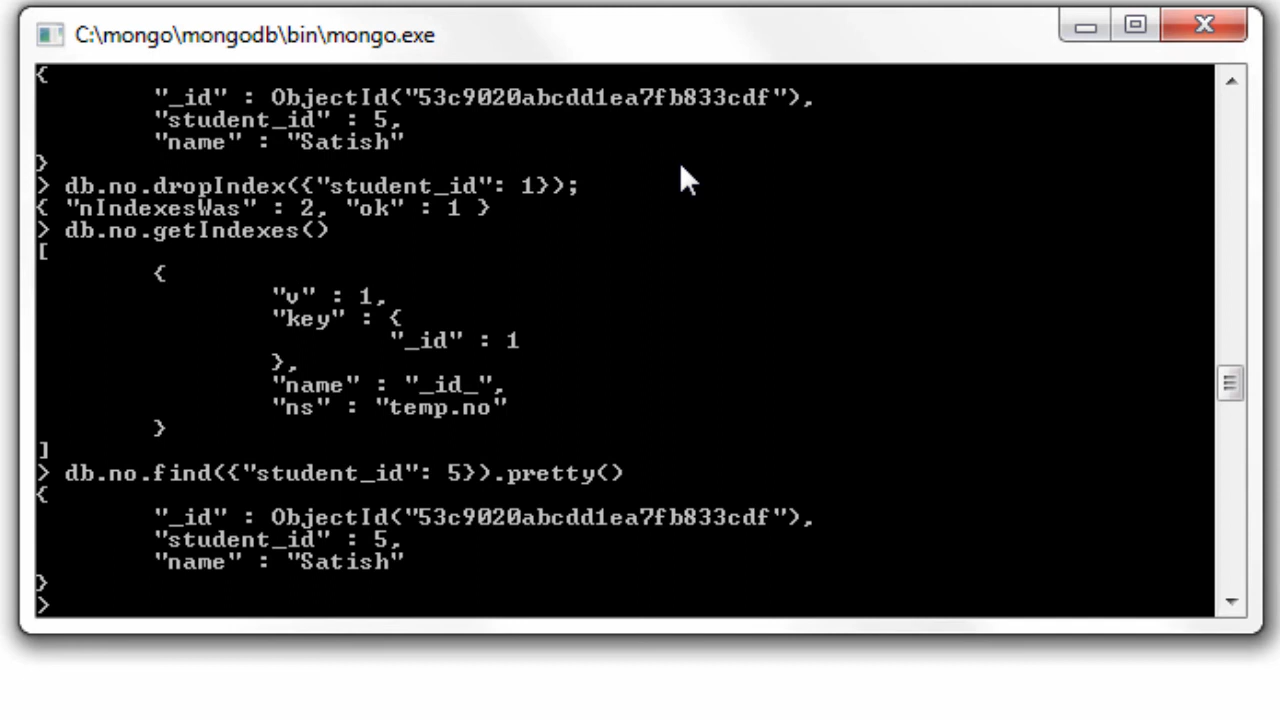 C:\mongo\mongodb\bin\mongo.exe
{
"_id" : ObjectId("53c9020abcdd1ea7fb833cdf"),
"student_id" : 5,
"name" : "Satish"
}
> db.no.dropIndex({"student_id": 1});
{ "nIndexesWas" : 2, "ok" : 1 }
> db.no.getIndexes()
[
{
"v" : 1,
"key" : {
"_id" : 1
},
"name" : "_id_",
"ns" : "temp.no"
}
]
> db.no.find({"student_id": 5}).pretty()
{
"_id" : ObjectId("53c9020abcdd1ea7fb833cdf"),
"student_id" : 5,
"name" : "Satish"
}
>